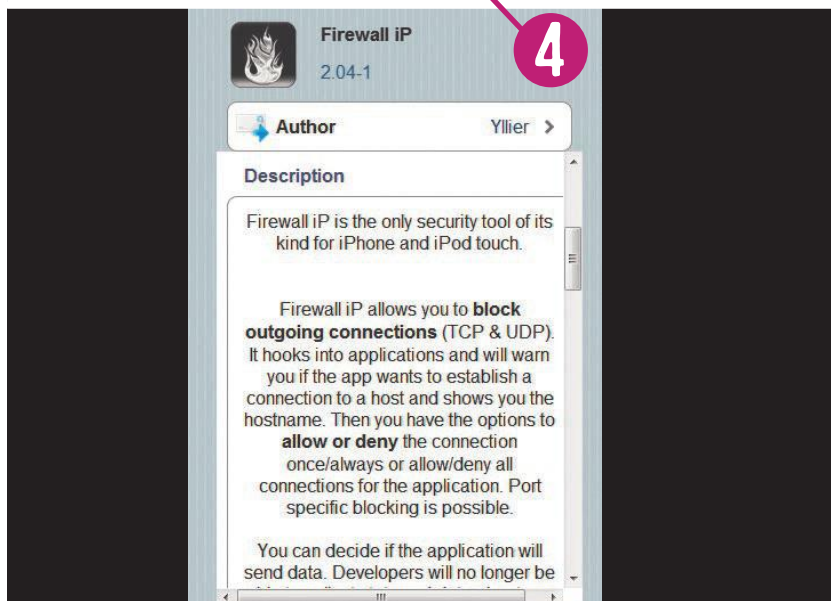 4
Firewall iP
2.04-1
Author Yllier >
Description
Firewall iP is the only security tool of its
kind for iPhone and iPod touch.
Firewall iP allows you to block
outgoing connections (TCP & UDP).
It hooks into applications and will warn
you if the app wants to establish a
connection to a host and shows you the
hostname. Then you have the options to
allow or deny the connection
once/always or allow/deny all
connections for the application. Port
specific blocking is possible.
You can decide if the application will
send data. Developers will no longer be